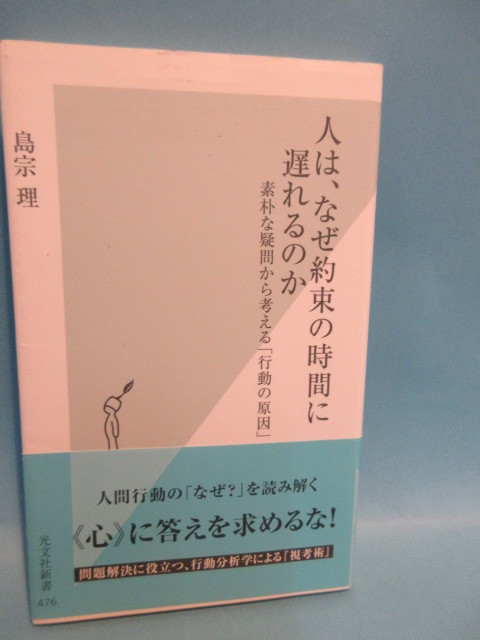 人は、なぜ約束の時間に
遅れるのか
素朴な疑問から考える「行動の原因」
島宗 理
人間行動の「なぜ?」を読み解く
《心》に答えを求めるな!
問題解決に役立つ、行動分析学による「視考術」
光文社新書
476